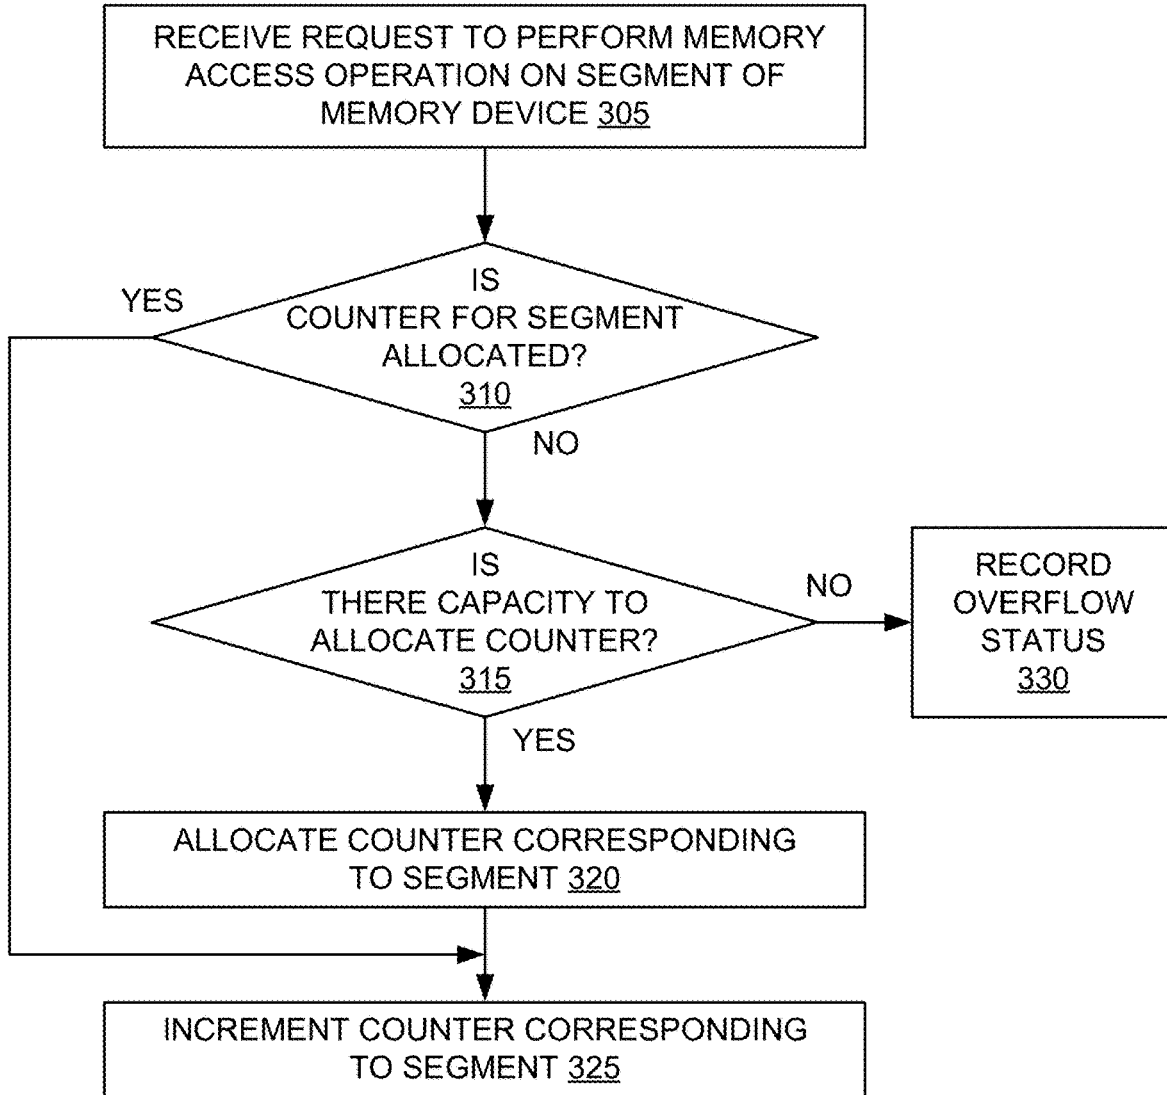 RECEIVE REQUEST TO PERFORM MEMORY
ACCESS OPERATION ON SEGMENT OF
MEMORY DEVICE 305
YES
IS
COUNTER FOR SEGMENT
ALLOCATED?
310
NO
IS
THERE CAPACITY TO
ALLOCATE COUNTER?
315
NO
RECORD
OVERFLOW
STATUS
330
YES
ALLOCATE COUNTER CORRESPONDING
TO SEGMENT 320
INCREMENT COUNTER CORRESPONDING
TO SEGMENT 325